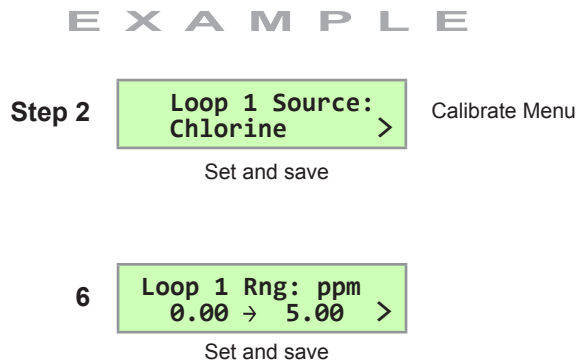 EXAMPLE
Step 2
Loop 1 Source:
Chlorine >
Calibrate Menu
Set and save
6
Loop 1 Rng: ppm
0.00 → 5.00 >
Set and save